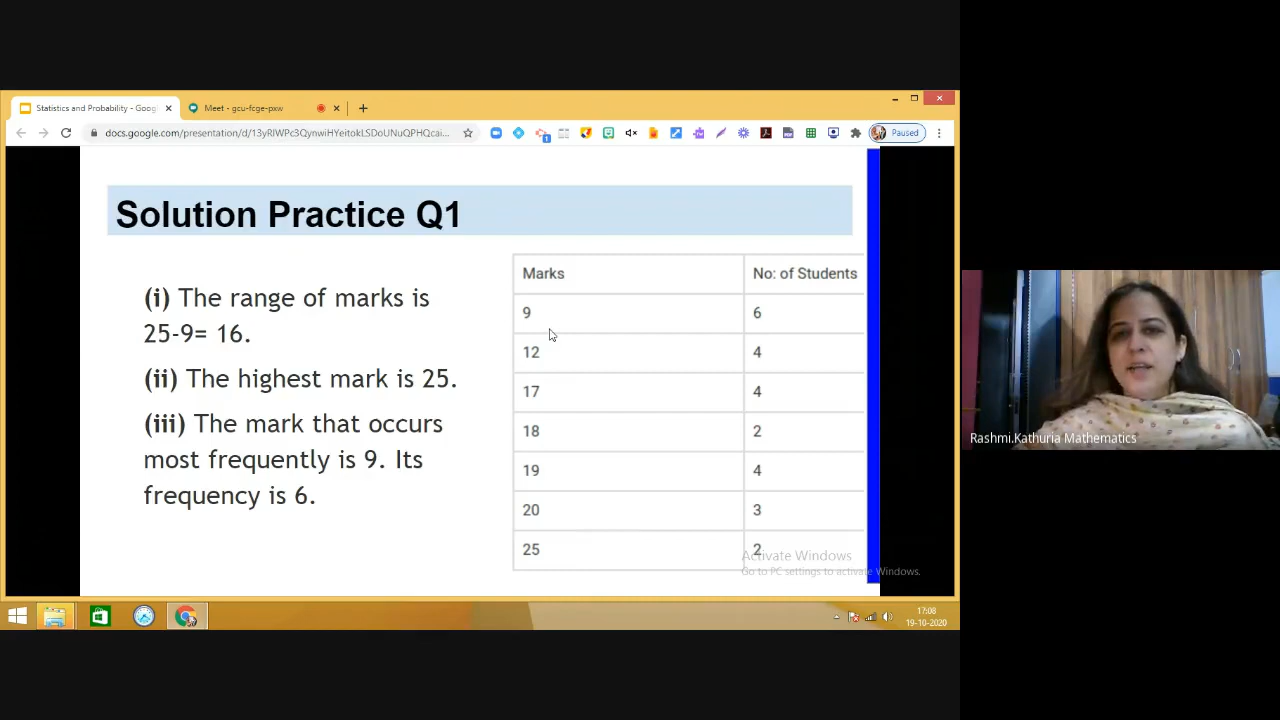 Statistics and Probability - Goog
Meet - gcu-fcge-pxw
docs.google.com/presentation/d/13yRlWPc3QynwiHYeitokLSDoUNuQPHQcai...
Paused
Solution Practice Q1
(i) The range of marks is
25-9= 16.
(ii) The highest mark is 25.
(iii) The mark that occurs
most frequently is 9. Its
frequency is 6.
Marks No: of Students
9 6
12 4
17 4
18 2
19 4
20 3
25 2
Activate Windows
Go to PC settings to activate Windows.
Rashmi.Kathuria Mathematics
17:08
19-10-2020